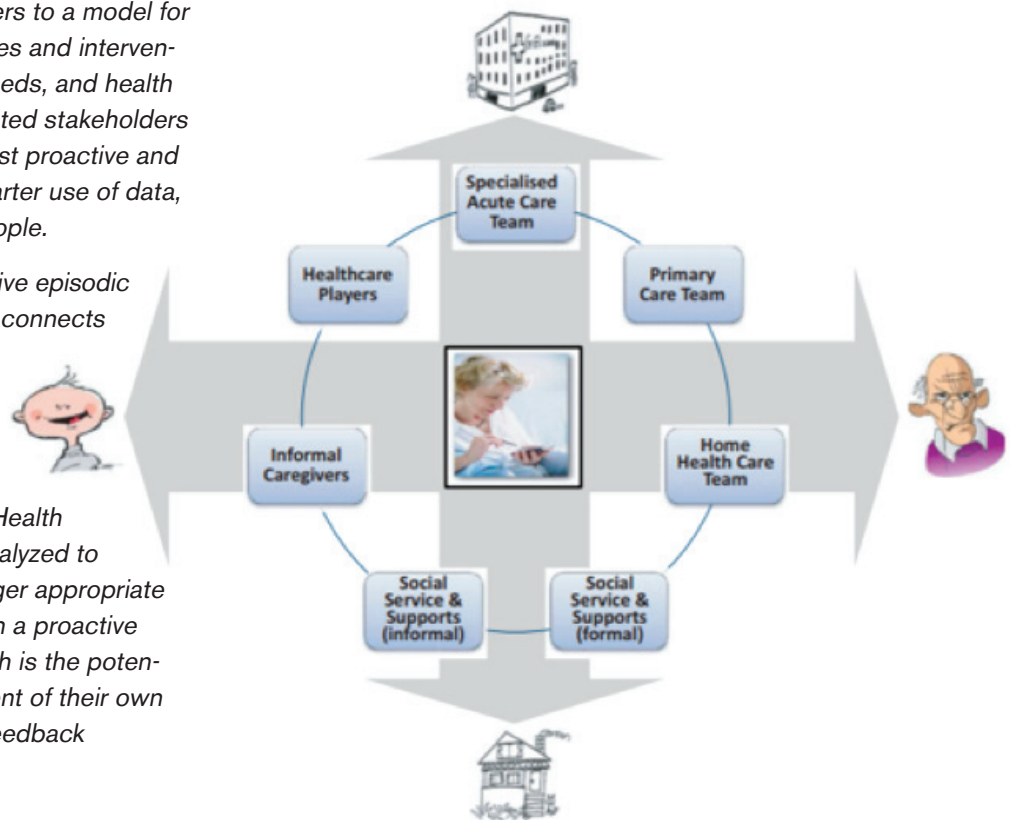 ers to a model for
es and interven-
eds, and health
ted stakeholders
st proactive and
arter use of data,
ople.
ive episodic
connects
Health
alyzed to
ger appropriate
n a proactive
h is the poten-
ent of their own
eedback
Specialised
Acute Care
Team
Healthcare
Players
Primary
Care Team
Informal
Caregivers
Home
Health Care
Team
Social
Service &
Supports
(informal)
Social
Service &
Supports
(formal)